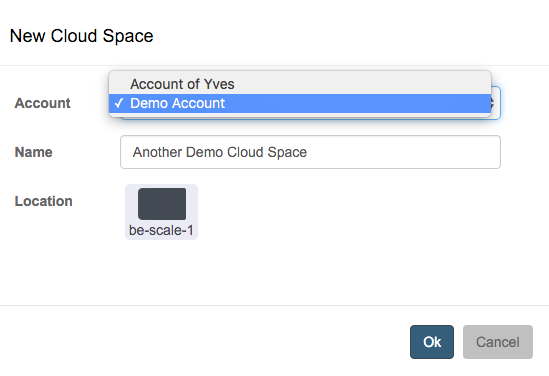 New Cloud Space
Account of Yves
Account ✓ Demo Account
Name Another Demo Cloud Space
Location
be-scale-1
Ok Cancel